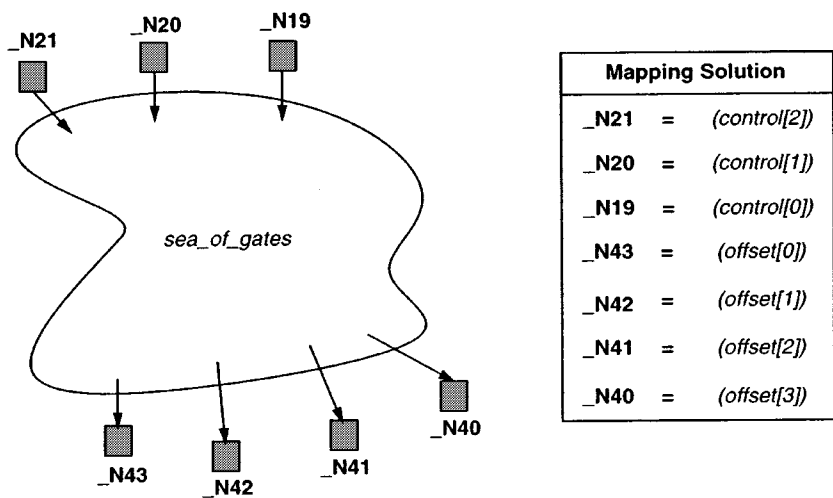 _N21
_N20
_N19
sea_of_gates
_N43
_N42
_N41
_N40
Mapping Solution
_N21 = (control[2])
_N20 = (control[1])
_N19 = (control[0])
_N43 = (offset[0])
_N42 = (offset[1])
_N41 = (offset[2])
_N40 = (offset[3])